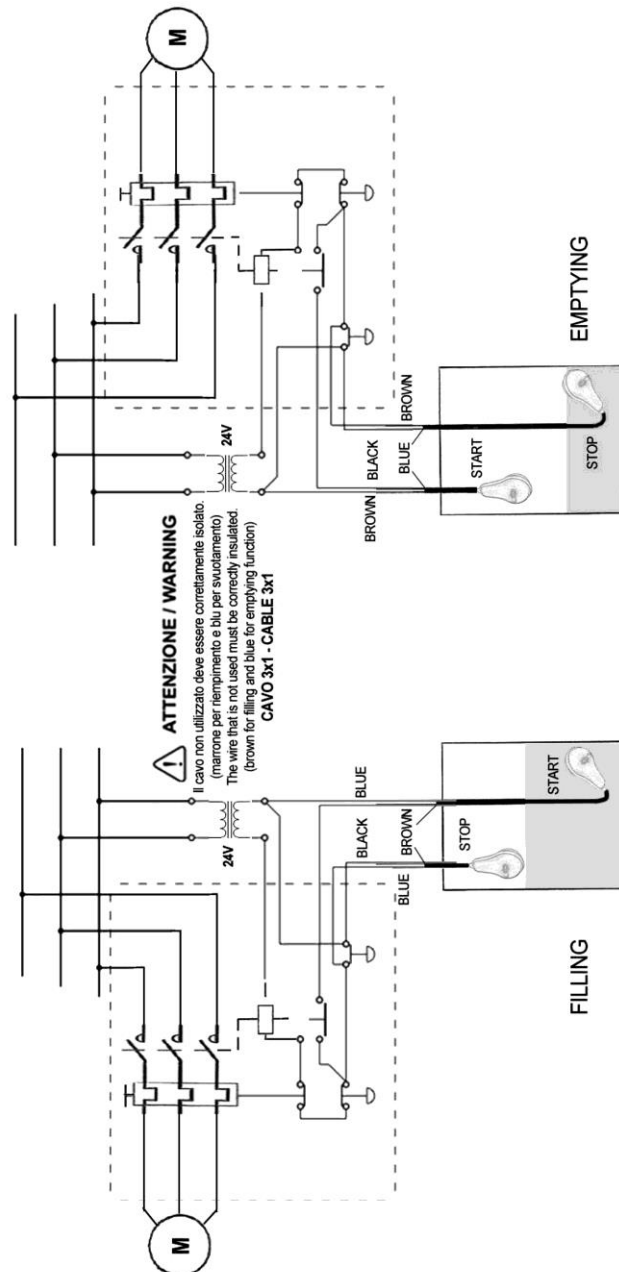 M
24V
BROWN
BLACK
BLUE
BROWN
START
STOP
EMPTYING
ATTENZIONE / WARNING
Il cavo non utilizzato deve essere correttamente isolato.
(marrone per riempimento e blu per svuotamento)
The wire that is not used must be correctly insulated.
(brown for filling and blue for emptying function)
CAVO 3x1 - CABLE 3x1
M
24V
BLUE
BLACK
BROWN
BLUE
STOP
START
FILLING